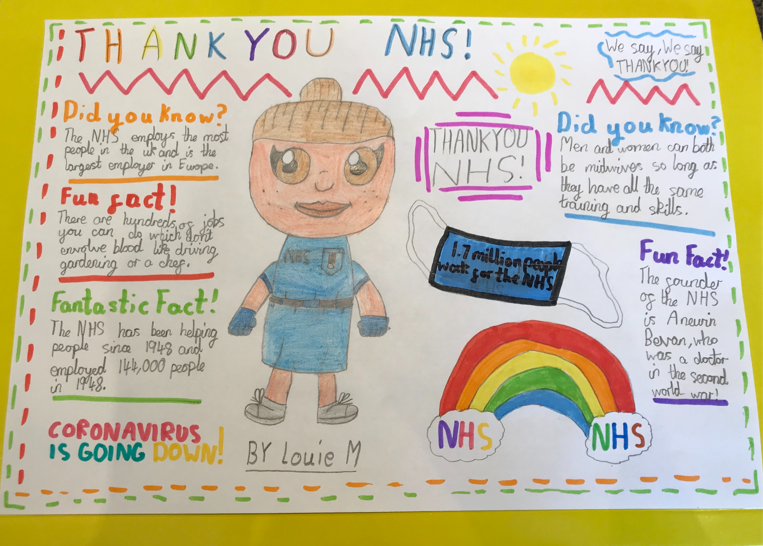 THANK YOU NHS!
We say, We say
THANKYOU!
Did you know?
The NHS employs the most
people in the uk and is the
largest employer in Europe.
Fun fact!
There are hundreds of jobs
you can do which don't
envolve blood like driving
gardening or a chef.
Fantastic Fact!
The NHS has been helping
people since 1948 and
employed 144,000 people
in 1948.
CORONAVIRUS
IS GOING DOWN!
NHS
BY Louie M
THANKYOU
NHS!
1.7 million people
work for the NHS
NHS
NHS
Did you know?
Men and women can both
be midwives so long as
they have all the same
training and skills.
Fun Fact!
The founder
of the NHS
is Aneurin
Bevan, who
was a doctor
in the second
world war!